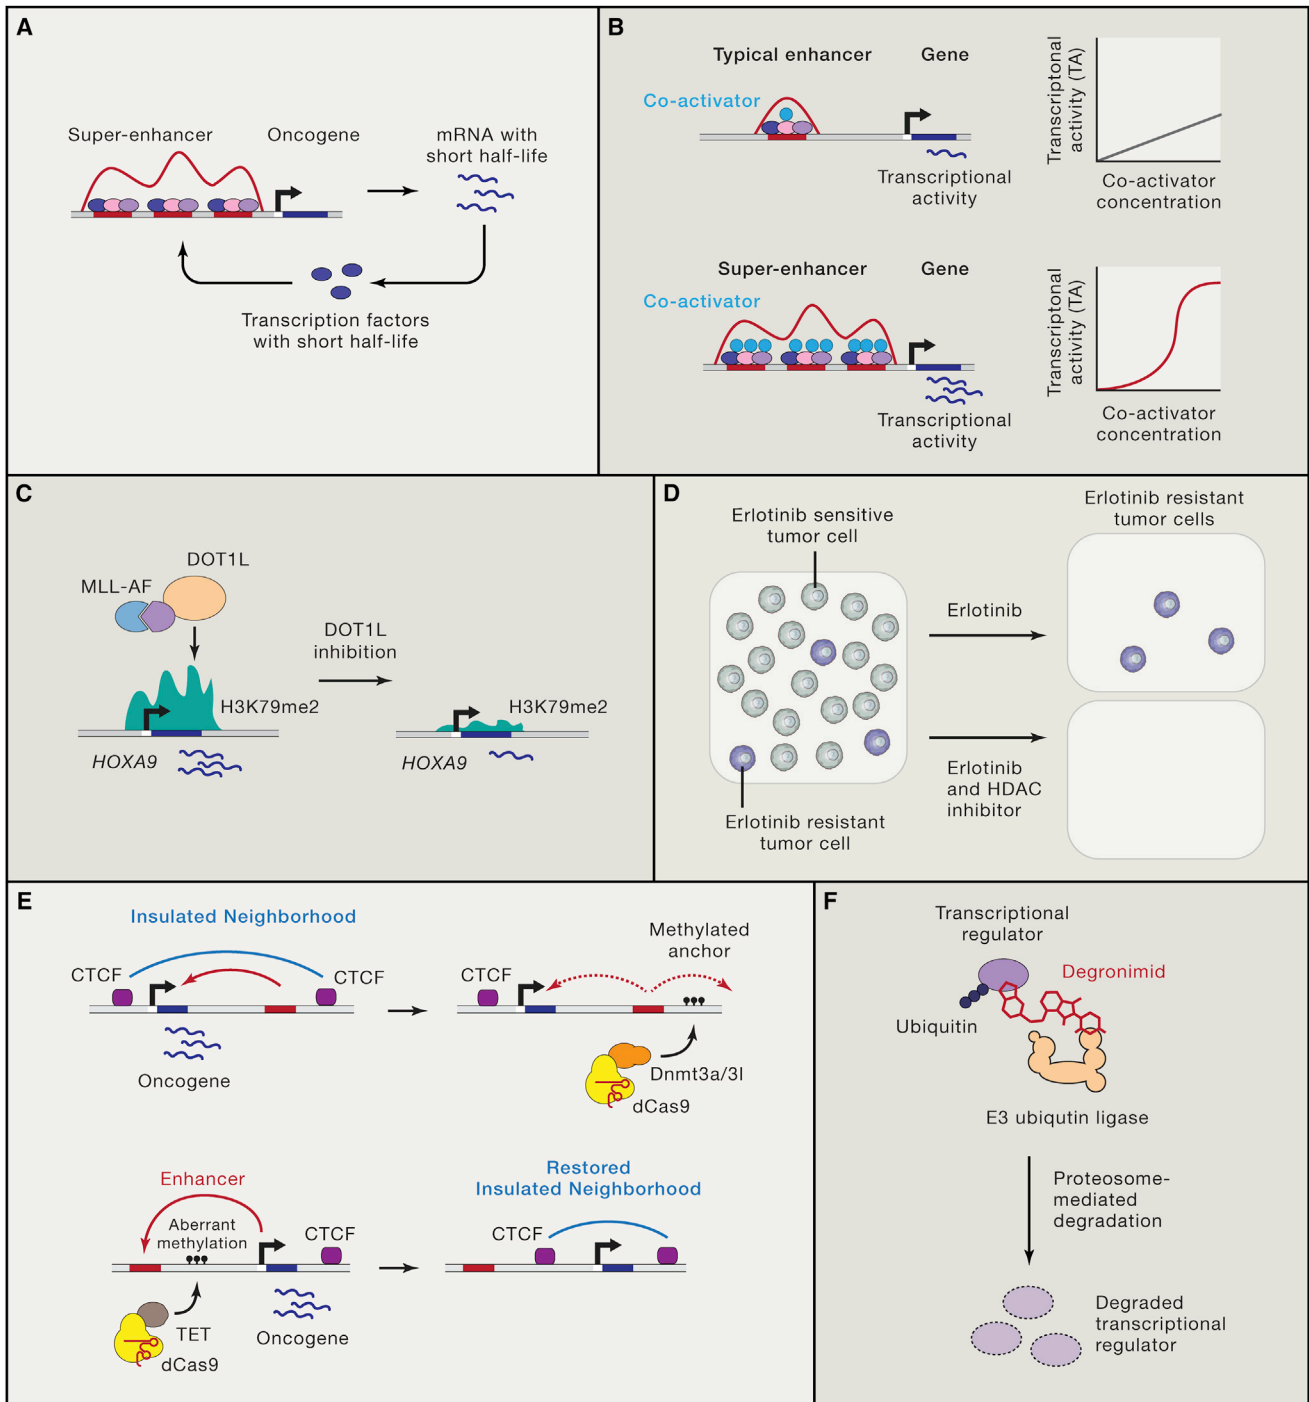 A
Super-enhancer
Oncogene
mRNA with
short half-life
Transcription factors
with short half-life
B
Typical enhancer
Gene
Co-activator
Transcriptional
activity
Transcriptonal
activity (TA)
Co-activator
concentration
Super-enhancer
Gene
Co-activator
Transcriptional
activity
Transcriptonal
activity (TA)
Co-activator
concentration
C
DOT1L
MLL-AF
H3K79me2
HOXA9
DOT1L
inhibition
H3K79me2
HOXA9
D
Erlotinib sensitive
tumor cell
Erlotinib resistant
tumor cell
Erlotinib
Erlotinib
and HDAC
inhibitor
Erlotinib resistant
tumor cells
E
Insulated Neighborhood
CTCF
CTCF
Oncogene
Methylated
anchor
CTCF
Dnmt3a/3l
dCas9
Enhancer
Aberrant
methylation
CTCF
TET
dCas9
Oncogene
Restored
Insulated Neighborhood
CTCF
F
Transcriptional
regulator
Degronimid
Ubiquitin
E3 ubiqutin ligase
Proteosome-
mediated
degradation
Degraded
transcriptional
regulator